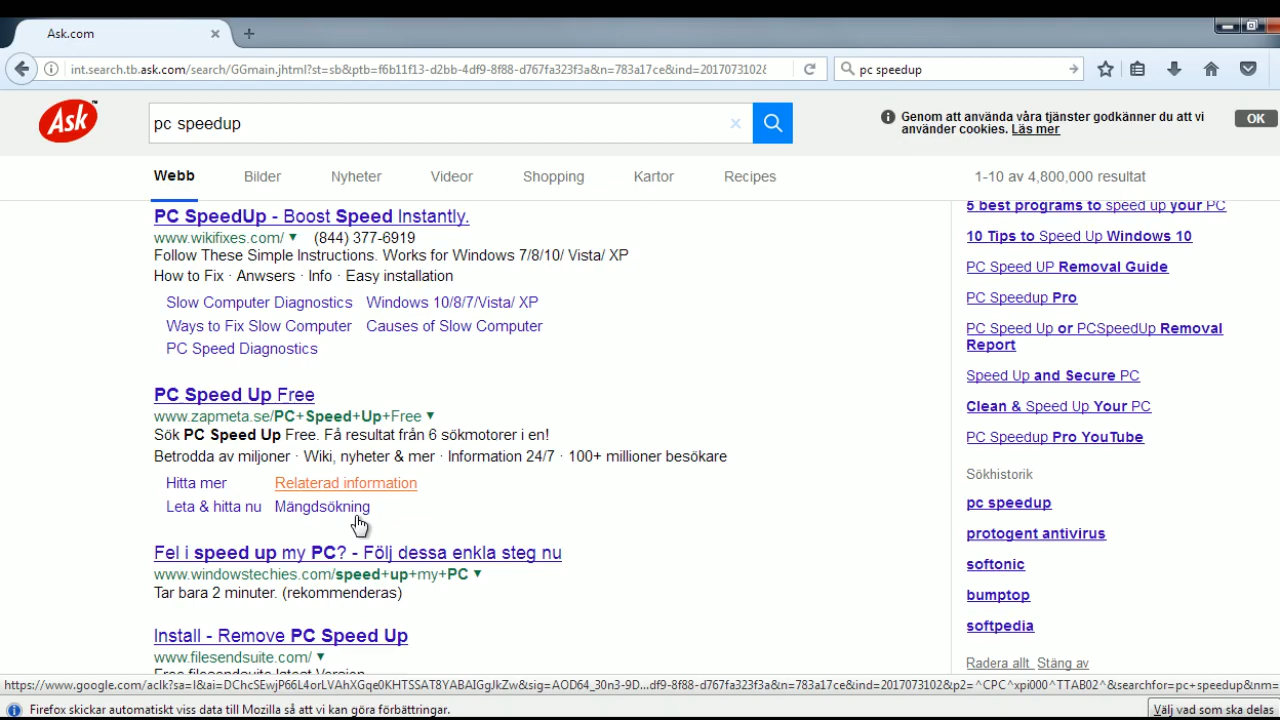 Ask.com
int.search.tb.ask.com/search/GGmain.jhtml?st=sb&ptb=f6b11f13-d2bb-4df9-8f88-d767fa323f3a&n=783a17ce&ind=2017073102&
pc speedup
Ask
pc speedup
Genom att använda våra tjänster godkänner du att vi
använder cookies. Läs mer
OK
Webb Bilder Nyheter Videor Shopping Kartor Recipes
1-10 av 4,800,000 resultat
PC SpeedUp - Boost Speed Instantly.
www.wikifixes.com/ (844) 377-6919
Follow These Simple Instructions. Works for Windows 7/8/10/ Vista/ XP
How to Fix · Anwsers · Info · Easy installation
Slow Computer Diagnostics Windows 10/8/7/Vista/ XP
Ways to Fix Slow Computer Causes of Slow Computer
PC Speed Diagnostics
PC Speed Up Free
www.zapmeta.se/PC+Speed+Up+Free
Sök PC Speed Up Free. Få resultat från 6 sökmotorer i en!
Betrodda av miljoner · Wiki, nyheter & mer · Information 24/7 · 100+ millioner besökare
Hitta mer Relaterad information
Leta & hitta nu Mängdsökning
Fel i speed up my PC? - Följ dessa enkla steg nu
www.windowstechies.com/speed+up+my+PC
Tar bara 2 minuter. (rekommenderas)
Install - Remove PC Speed Up
www.filesendsuite.com/
Free filesendsuite latest Version
5 best programs to speed up your PC
10 Tips to Speed Up Windows 10
PC Speed UP Removal Guide
PC Speedup Pro
PC Speed Up or PCSpeedUp Removal
Report
Speed Up and Secure PC
Clean & Speed Up Your PC
PC Speedup Pro YouTube
Sökhistorik
pc speedup
protogent antivirus
softonic
bumptop
softpedia
Radera allt Stäng av
https://www.google.com/aclk?sa=l&ai=DChcSEwjP66L4orLVAhXGqe0KHTSSAT8YABAIGgJkZw&sig=AOD64_30n3-9D...df9-8f88-d767fa323f3a&n=783a17ce&ind=2017073102&p2=^CPC^xpi000^TTAB02^&searchfor=pc+speedup&nm=
Firefox skickar automatiskt viss data till Mozilla så att vi kan göra förbättringar.
Välj vad som ska delas